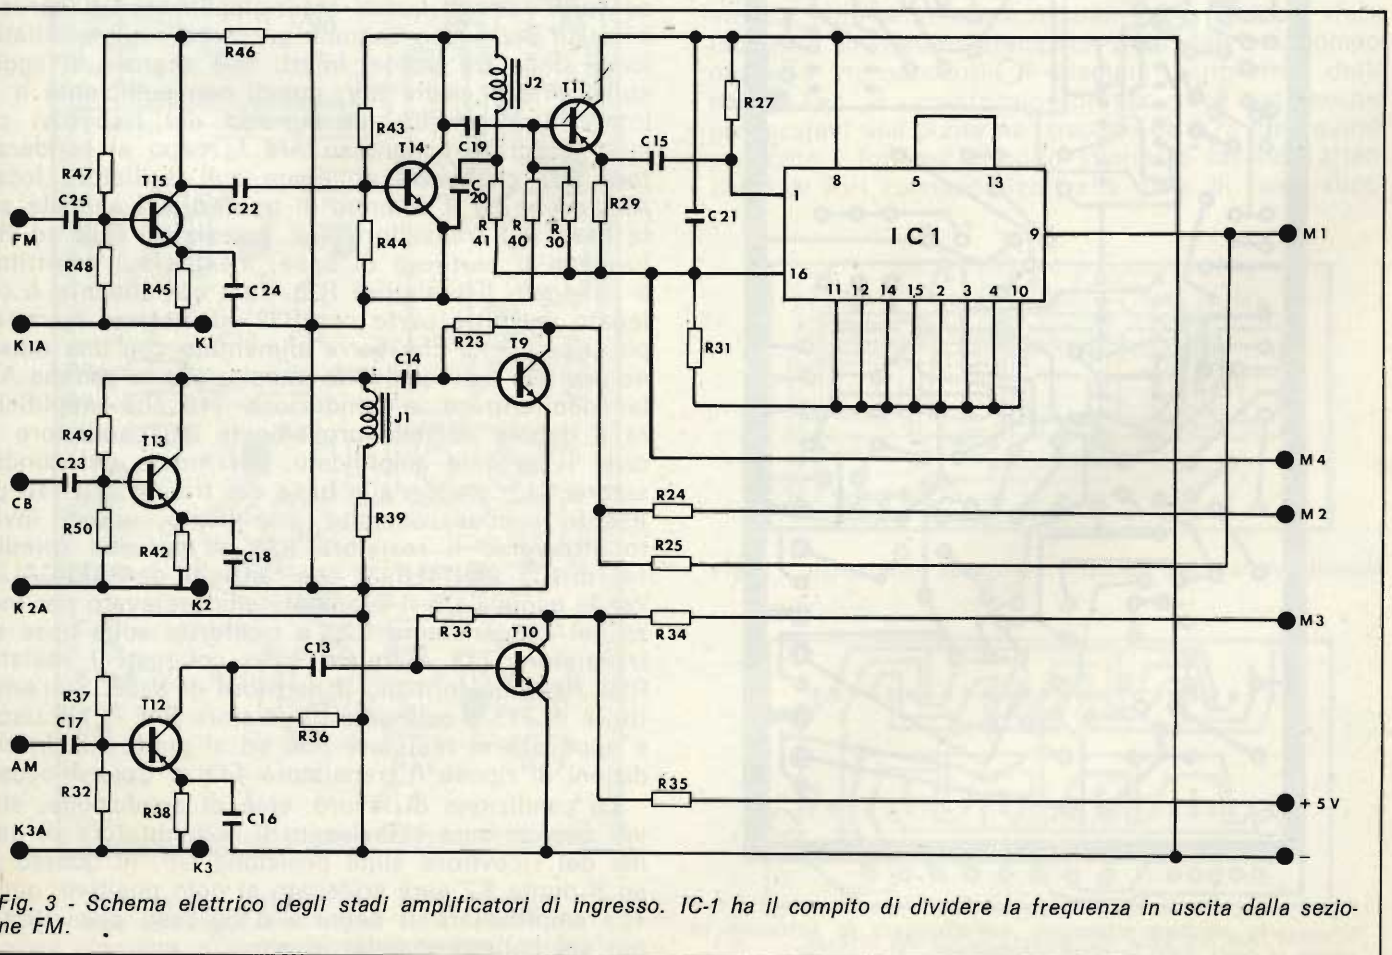 R46
J2
T11
R27
R43
C19
C15
T14
R47
T15
C25
C22
C
20
8
5
13
1
FM
R
41
R
40
R
30
R29
C21
IC1
9
M1
R44
R48
R45
C24
16
11 12 14 15 2 3 4 10
K1A
K1
R23
T9
R31
C14
J1
R49
T13
C23
M4
CB
R24
M2
R50
R42
C18
R39
R25
K2A
K2
R33
T10
R34
M3
C13
R37
T12
C17
R36
AM
R32
R35
+5V
K3A
R38
C16
K3
–
Fig. 3 - Schema elettrico degli stadi amplificatori di ingresso. IC-1 ha il compito di dividere la frequenza in uscita dalla sezio-
ne FM.